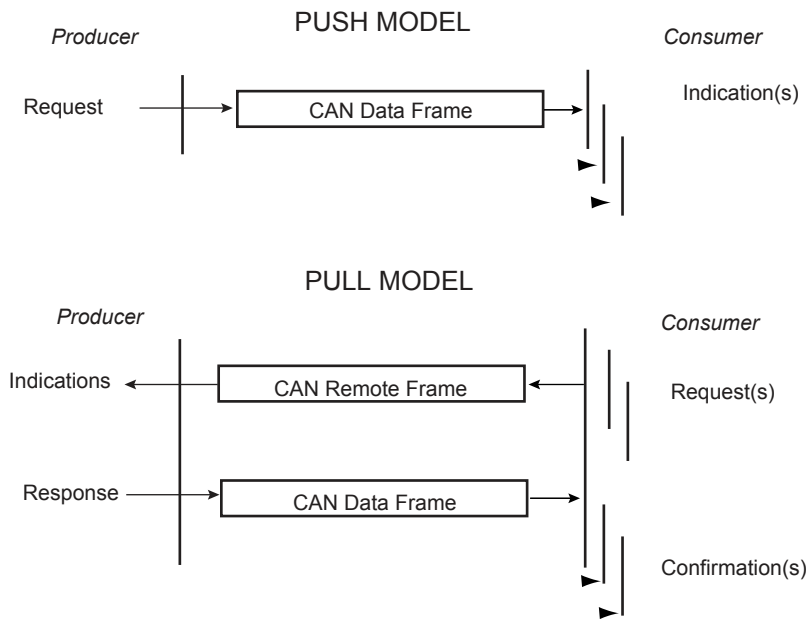 PUSH MODEL
Producer
Consumer
Request
CAN Data Frame
Indication(s)
PULL MODEL
Producer
Consumer
Indications
CAN Remote Frame
Request(s)
Response
CAN Data Frame
Confirmation(s)